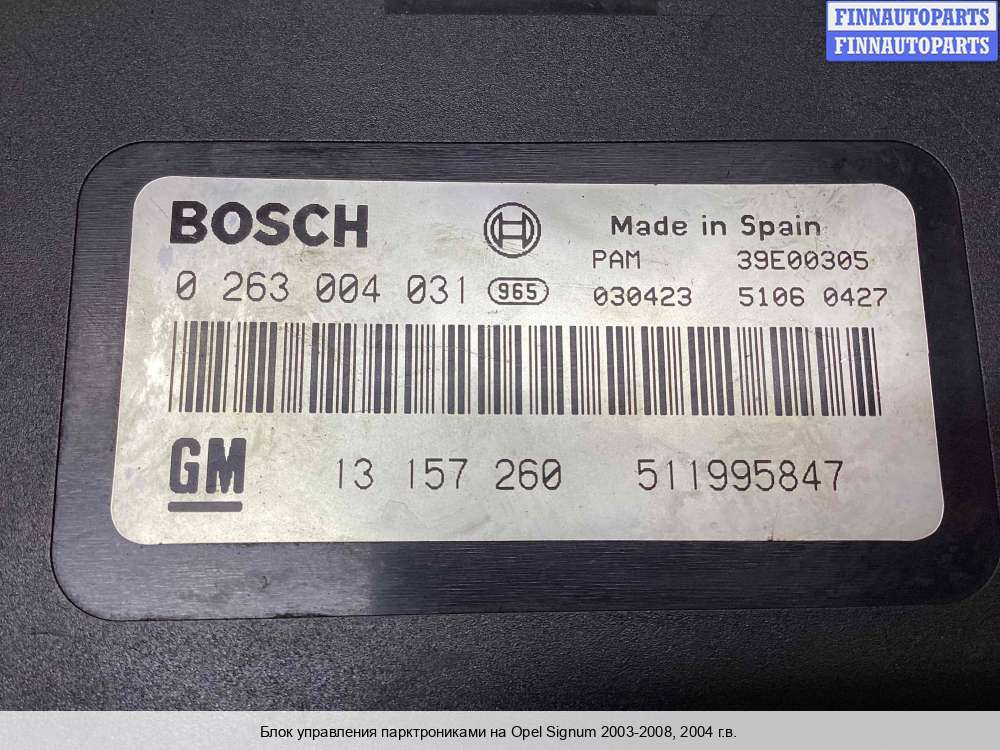 FINNAUTOPARTS
FINNAUTOPARTS
BOSCH
Made in Spain
PAM 39E00305
0 263 004 031 965 030423 5106 0427
GM 13 157 260 511995847
Блок управления парктрониками на Opel Signum 2003-2008, 2004 г.в.